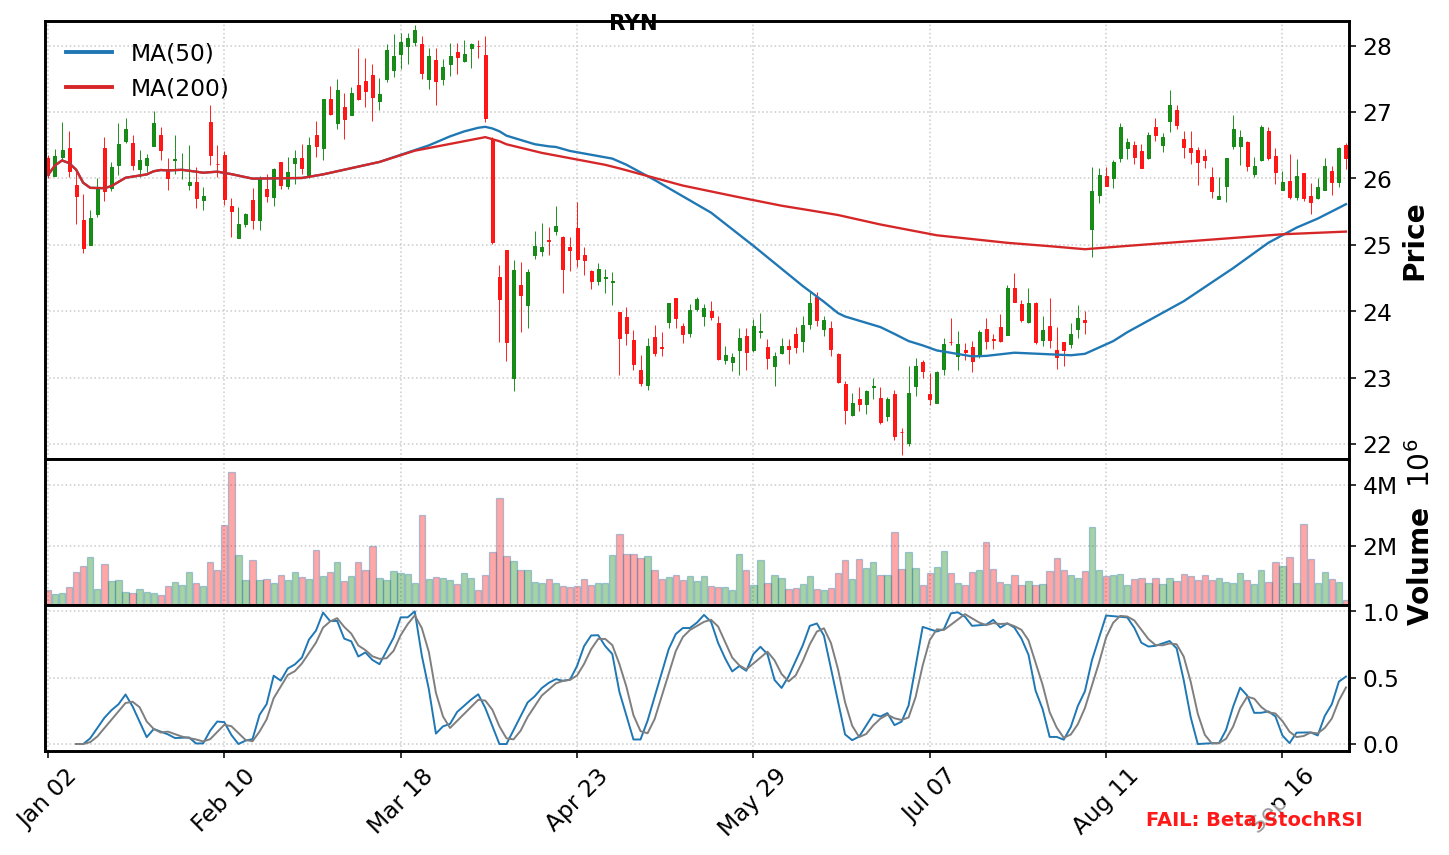 RYN
MA(50)
MA(200)
28
27
26
25
24
23
22
Price
4M
2M
Volume 10⁶
1.0
0.5
0.0
Jan 02
Feb 10
Mar 18
Apr 23
May 29
Jul 07
Aug 11
Sep 16
FAIL: Beta,StochRSI